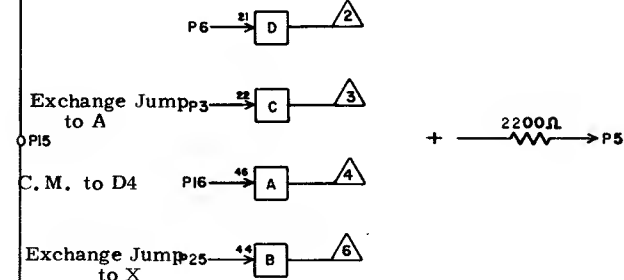 P6 21 D 2
Exchange Jump P3 22 C 3
to A
+ 2200Ω P5
P15
C. M. to D4 P16 46 A 4
Exchange Jump P25 44 B 6
to X